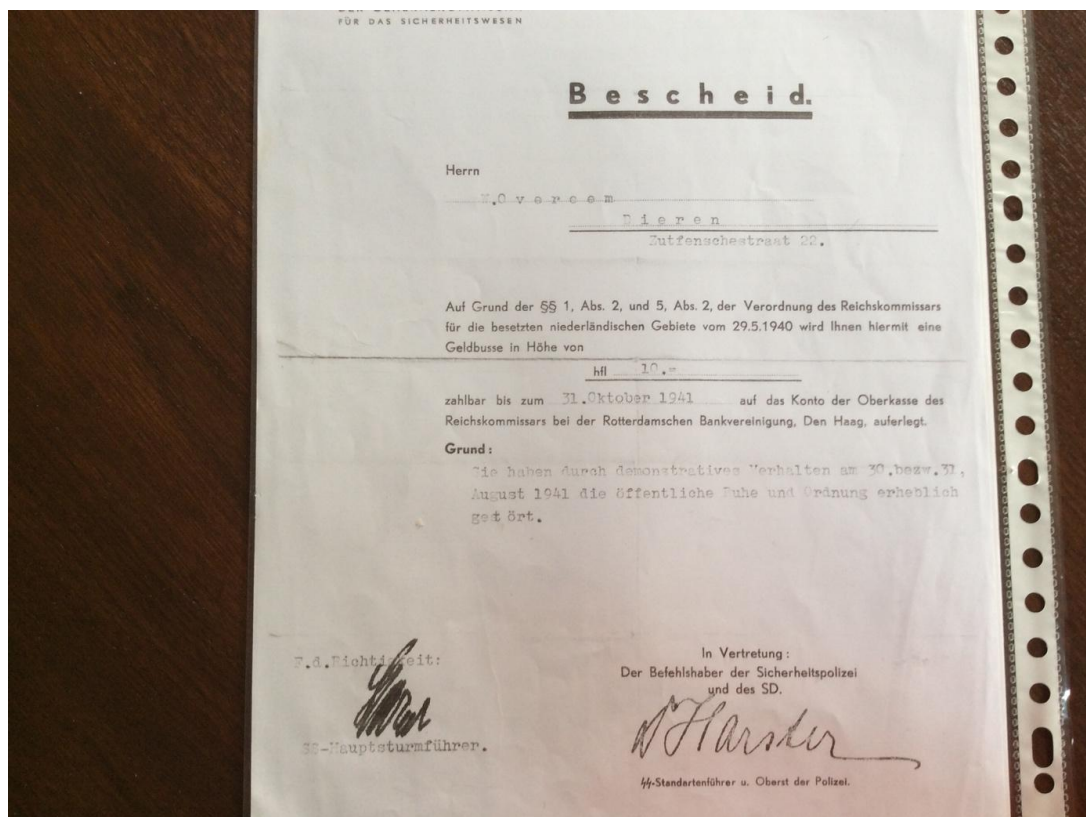 FÜR DAS SICHERHEITSWESEN
Bescheid.
Herrn
Overcem
Dieren
Zutfenschestraat 22.
Auf Grund der §§ 1, Abs. 2, und 5, Abs. 2, der Verordnung des Reichskommissars
für die besetzten niederländischen Gebiete vom 29.5.1940 wird Ihnen hiermit eine
Geldbusse in Höhe von
hfl 10.-
zahlbar bis zum 31.Oktober 1941 auf das Konto der Oberkasse des
Reichskommissars bei der Rotterdamschen Bankvereinigung, Den Haag, auferlegt.
Grund:
Sie haben durch demonstratives Verhalten am 30.bezw.31,
August 1941 die öffentliche Ruhe und Ordnung erheblich
gest ört.
F.d.Richtigkeit:
SS-Hauptsturmführer.
In Vertretung:
Der Befehlshaber der Sicherheitspolizei
und des SD.
Dr Harster
SS-Standartenführer u. Oberst der Polizei.